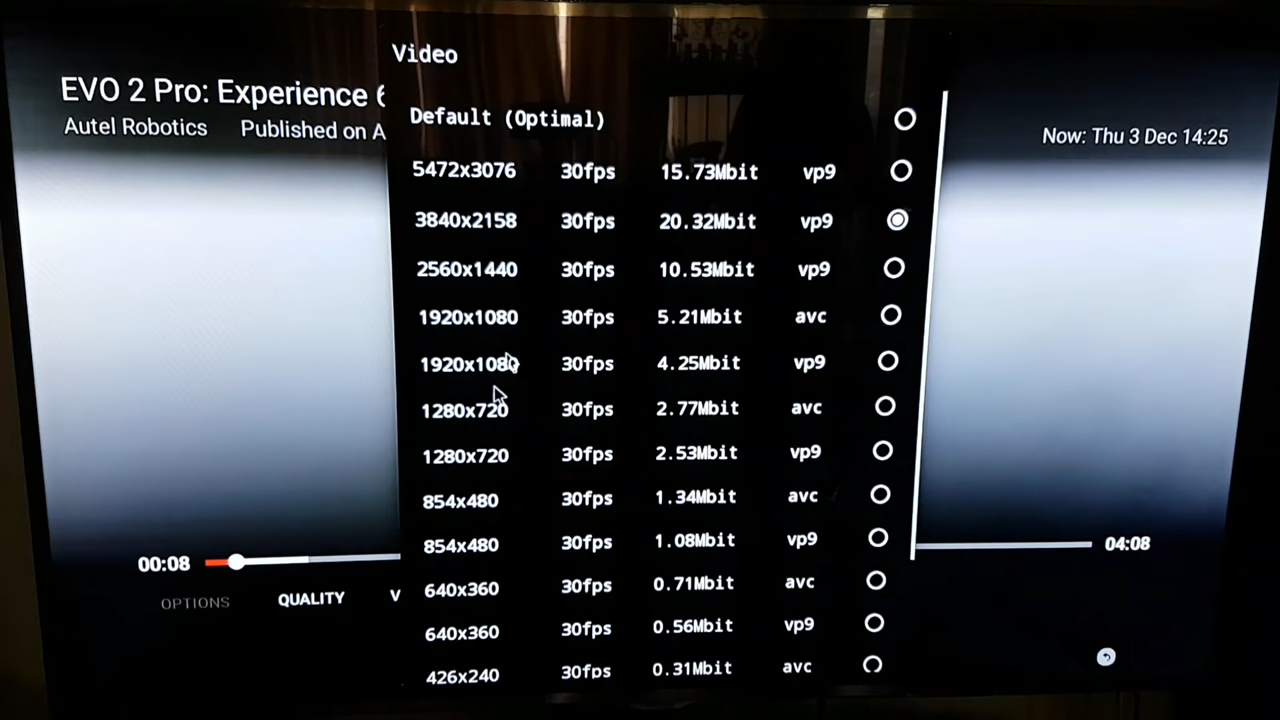 Video
EVO 2 Pro: Experience 6
Autel Robotics Published on A
Now: Thu 3 Dec 14:25
Default (Optimal)
5472x3076 30fps 15.73Mbit vp9
3840x2158 30fps 20.32Mbit vp9
2560x1440 30fps 10.53Mbit vp9
1920x1080 30fps 5.21Mbit avc
1920x1080 30fps 4.25Mbit vp9
1280x720 30fps 2.77Mbit avc
1280x720 30fps 2.53Mbit vp9
854x480 30fps 1.34Mbit avc
854x480 30fps 1.08Mbit vp9
640x360 30fps 0.71Mbit avc
640x360 30fps 0.56Mbit vp9
426x240 30fps 0.31Mbit avc
00:08 04:08
OPTIONS QUALITY V